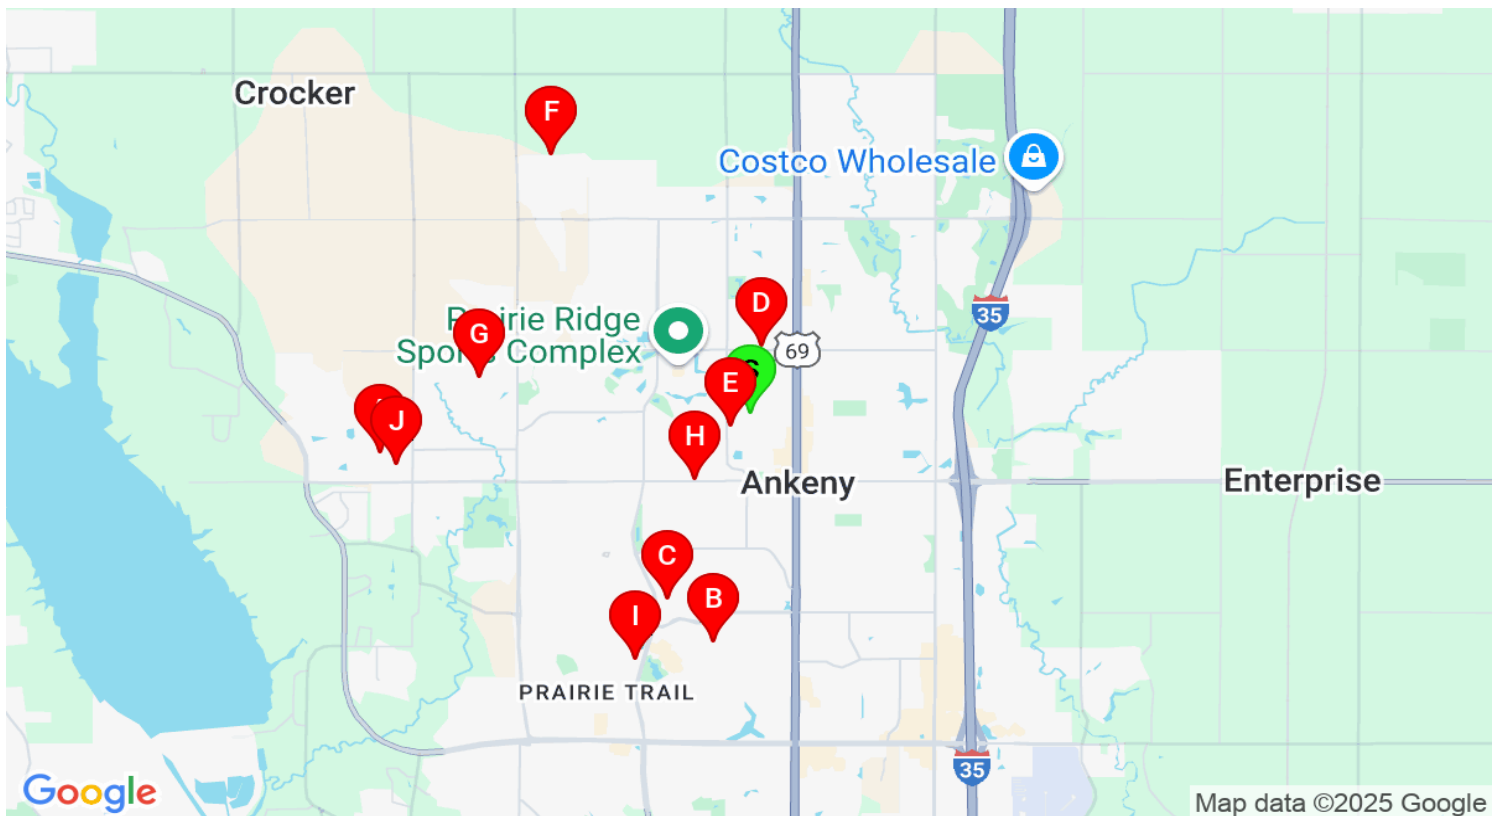 Crocker
F
Costco Wholesale
D
35
G
Prairie Ridge
Sports Complex
69
S
E
J
H
Ankeny
Enterprise
C
B
I
PRAIRIE TRAIL
35
Google
Map data ©2025 Google